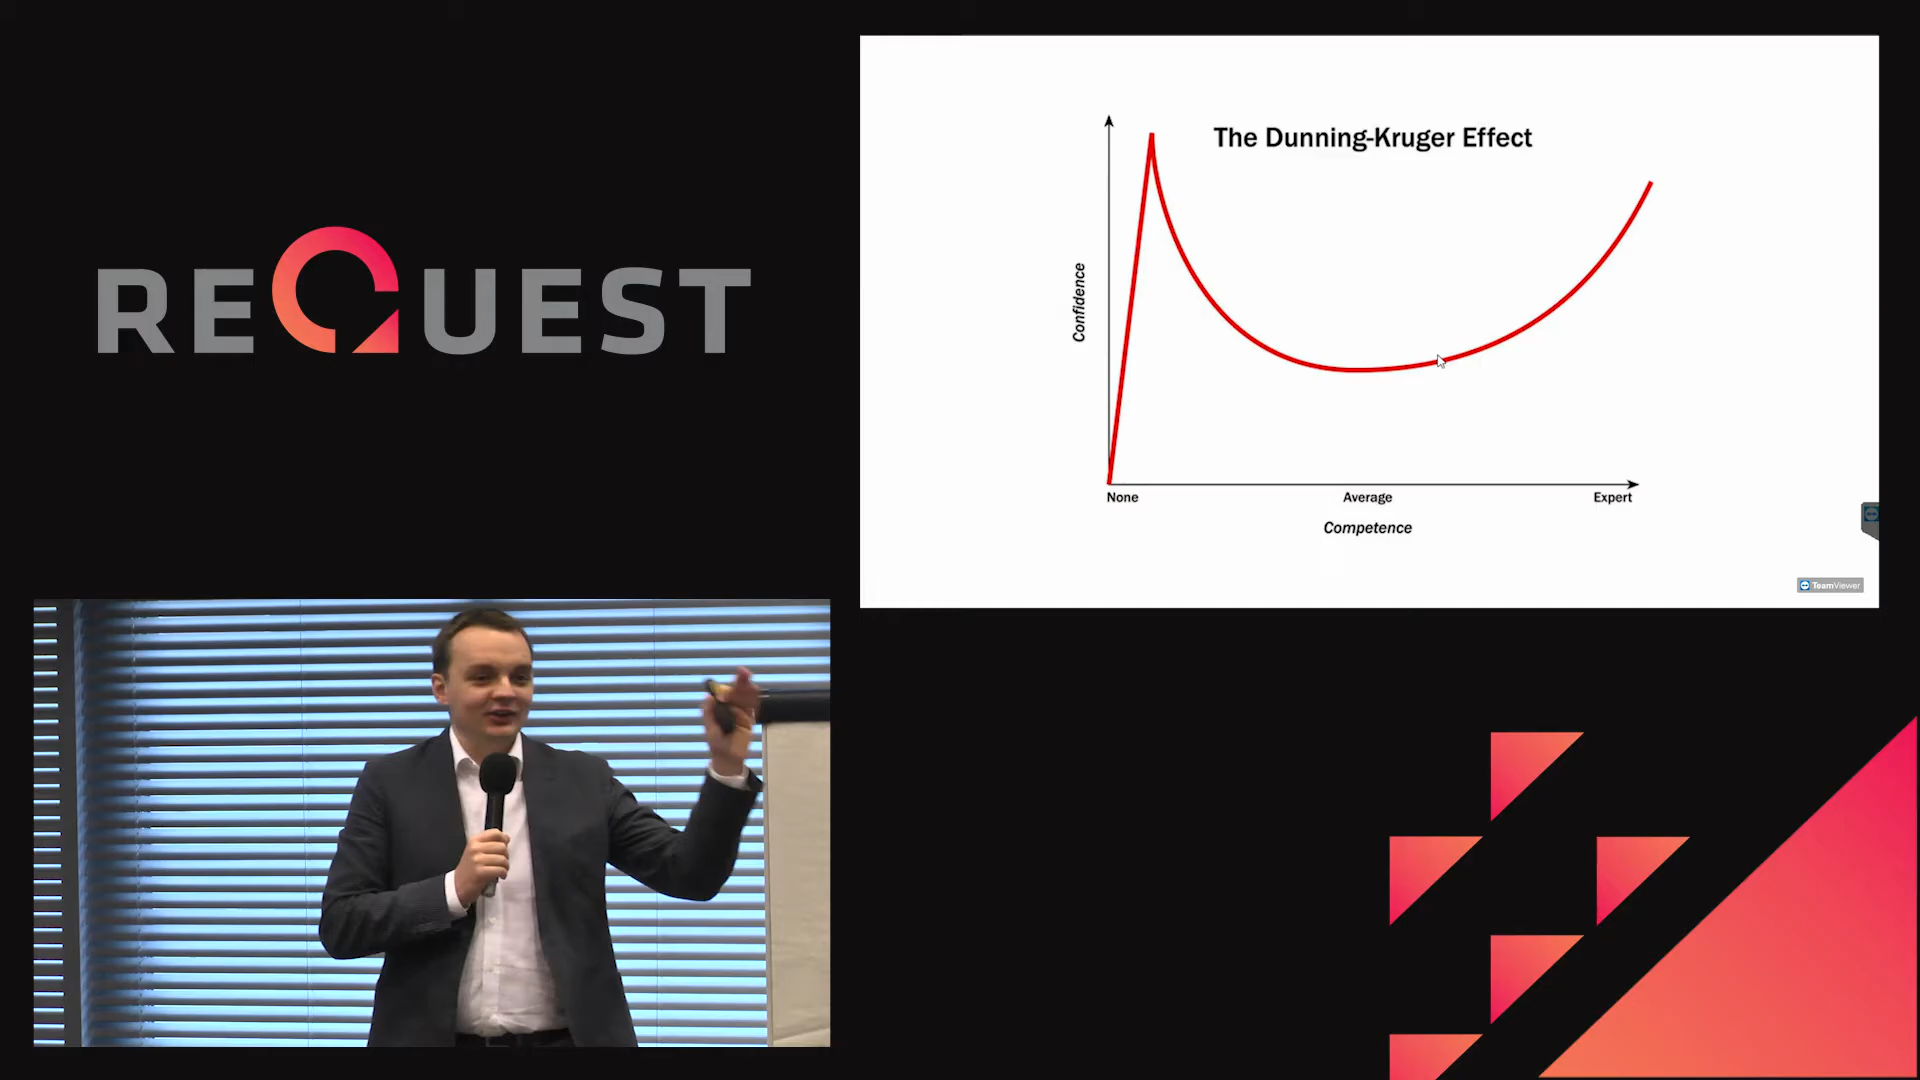 REQUEST
The Dunning-Kruger Effect
Confidence
None Average Expert
Competence
TeamViewer